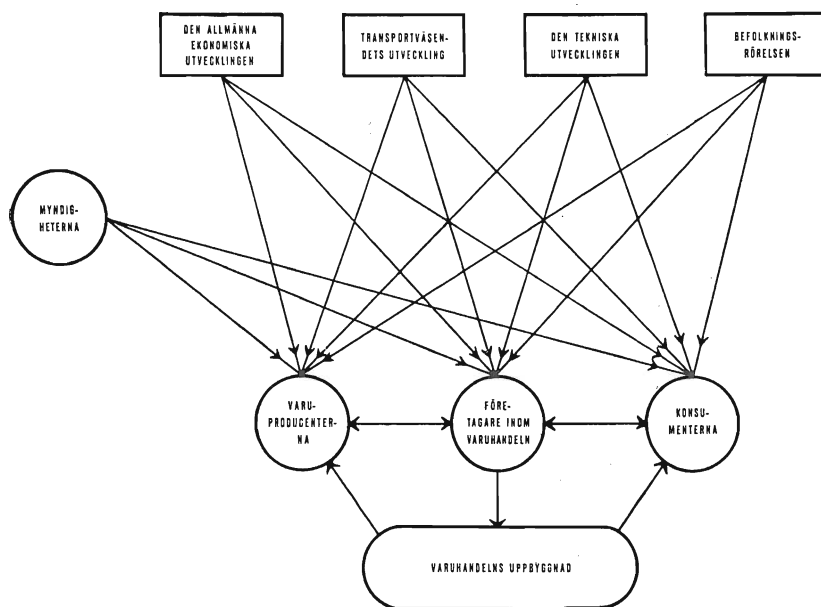 DEN ALLMÄNNA
EKONOMISKA
UTVECKLINGEN
TRANSPORTVÄSEN-
DETS UTVECKLING
DEN TEKNISKA
UTVECKLINGEN
BEFOLKNINGS-
RÖRELSEN
MYNDIG-
HETERNA
VARU-
PRODUCENTER-
NA
FÖRE-
TAGARE INOM
VARUHANDELN
KONSU-
MENTERNA
VARUHANDELNS UPPBYGGNAD